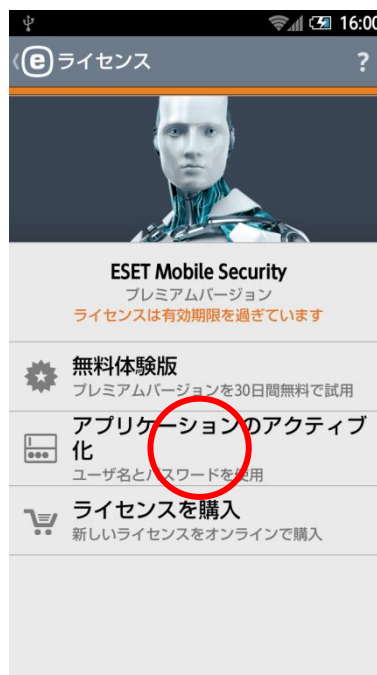 16:00
e ライセンス ?
ESET Mobile Security
プレミアムバージョン
ライセンスは有効期限を過ぎています
無料体験版
プレミアムバージョンを30日間無料で試用
アプリケーションのアクティブ
化
ユーザ名とパスワードを使用
ライセンスを購入
新しいライセンスをオンラインで購入